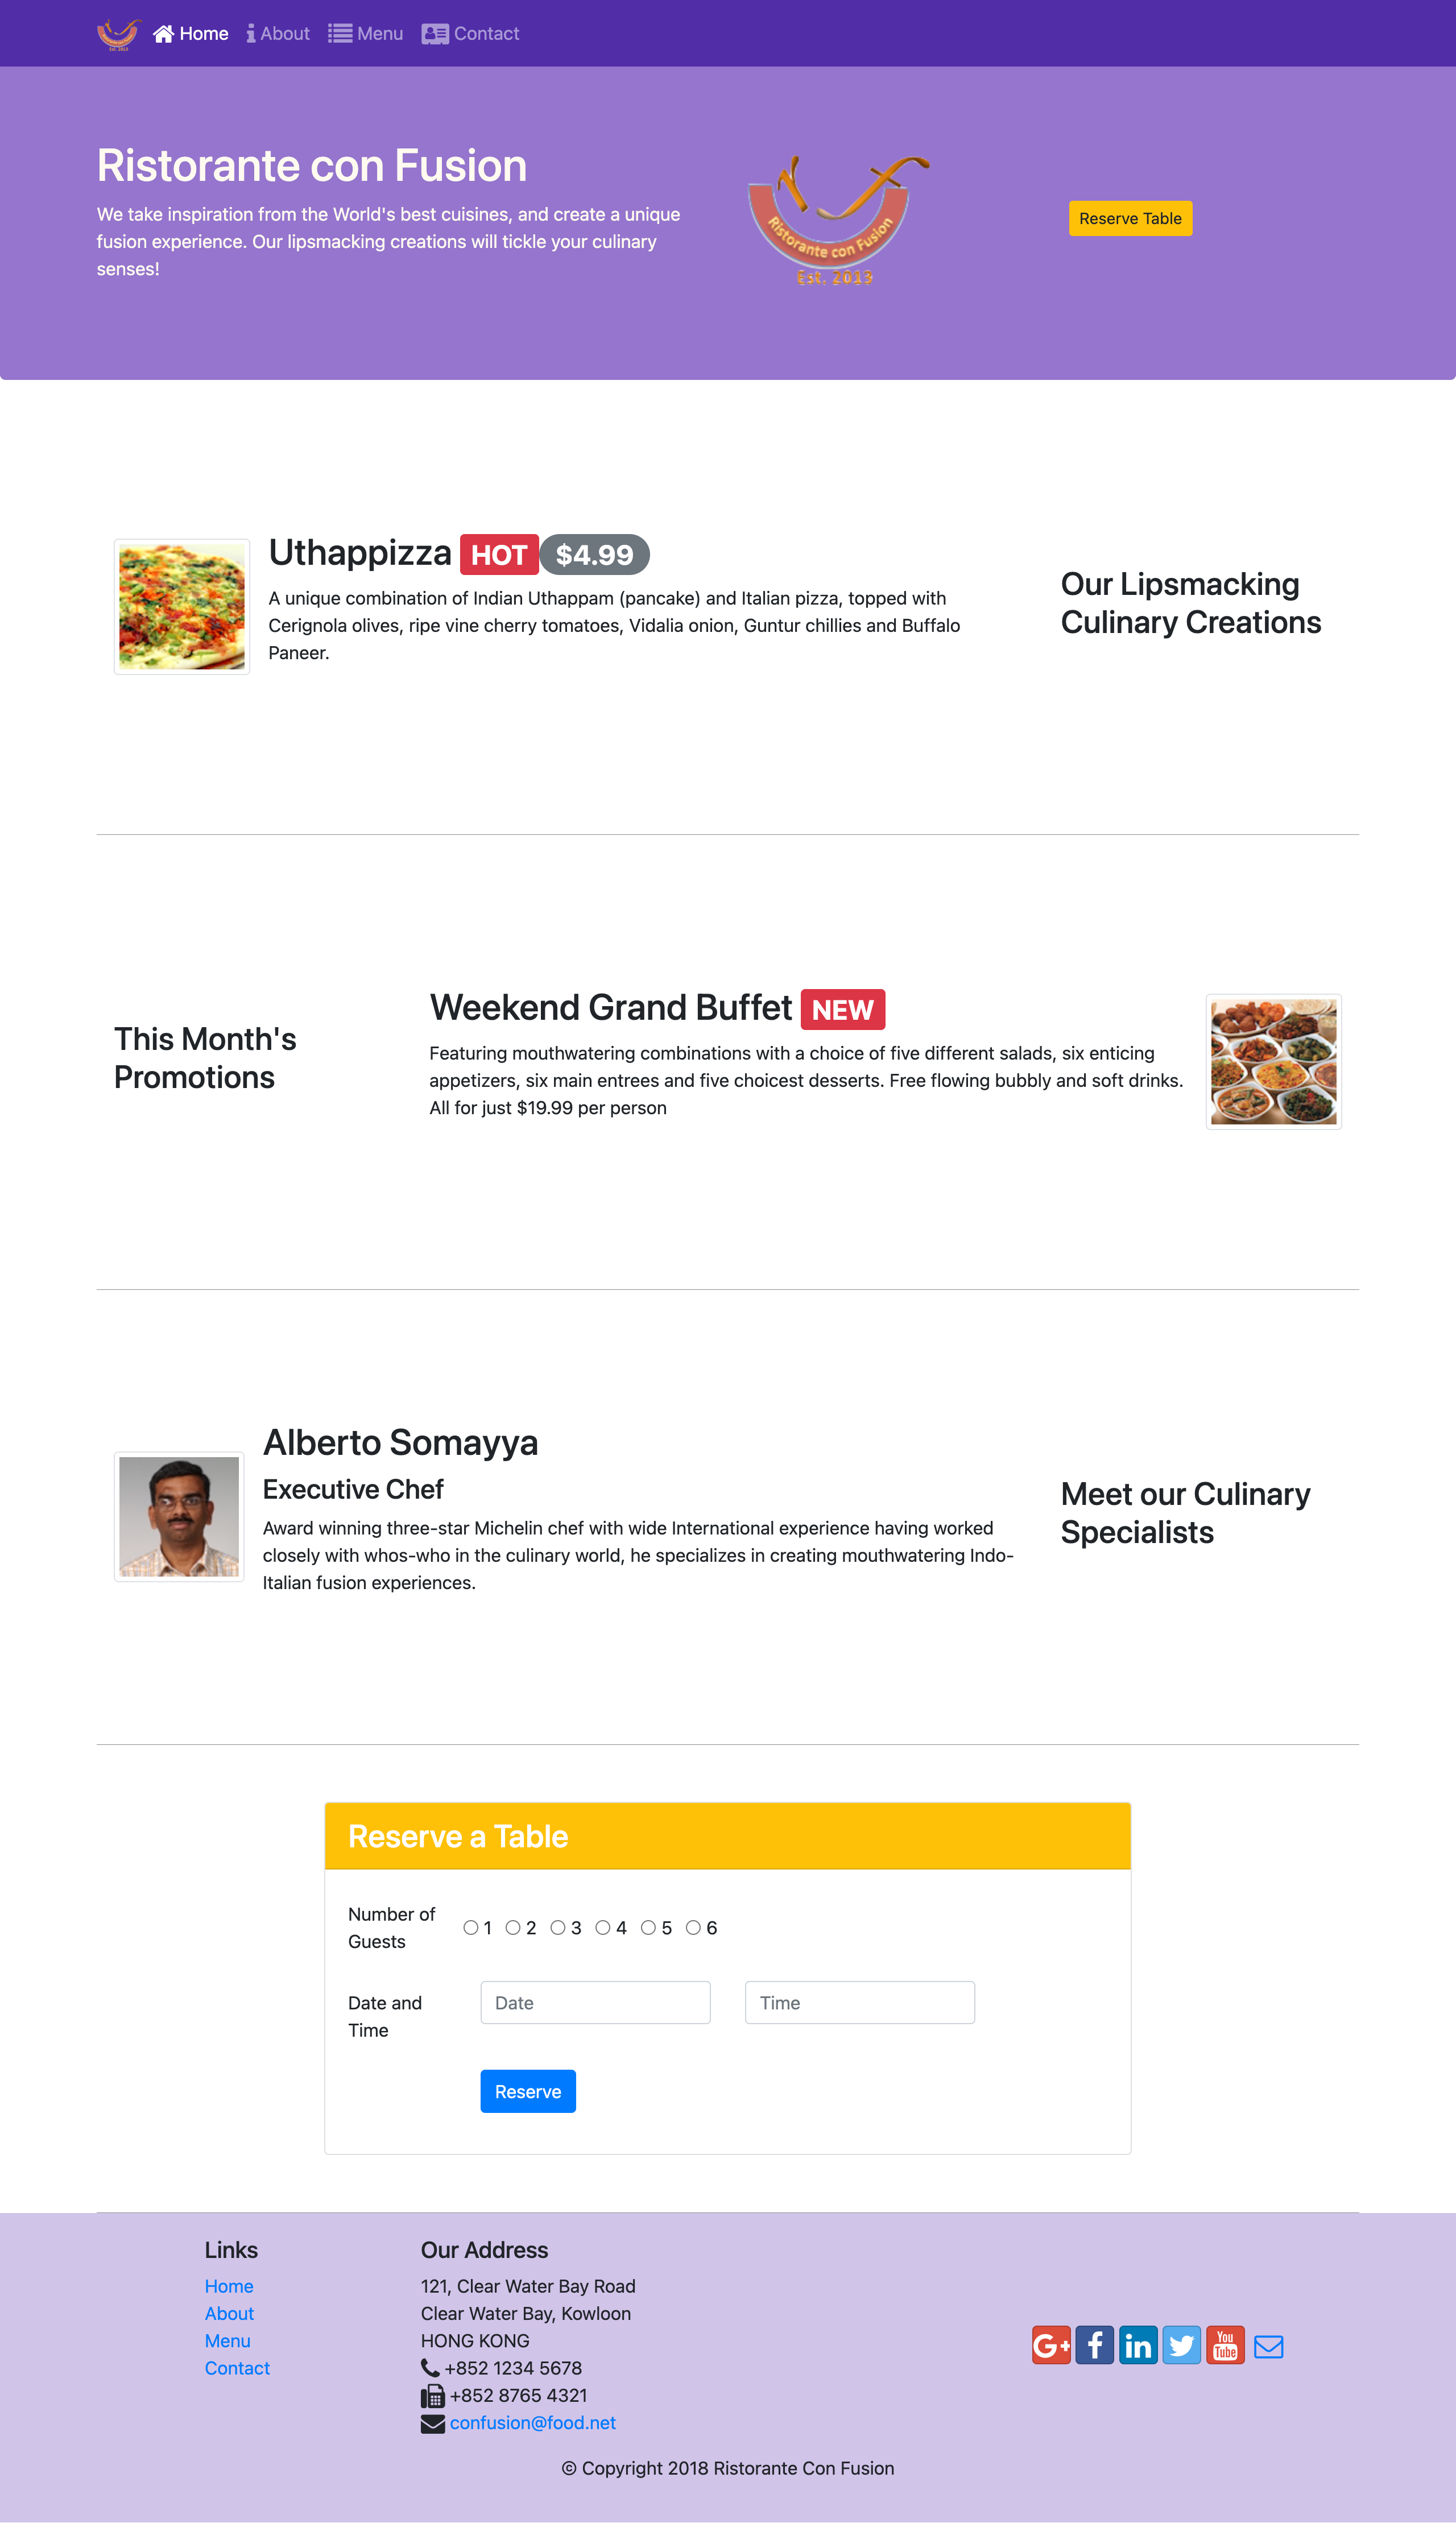 Home About Menu Contact
Ristorante con Fusion
We take inspiration from the World's best cuisines, and create a unique
fusion experience. Our lipsmacking creations will tickle your culinary
senses!
Ristorante con Fusion
Est. 2013
Reserve Table
Uthappizza HOT $4.99
A unique combination of Indian Uthappam (pancake) and Italian pizza, topped with
Cerignola olives, ripe vine cherry tomatoes, Vidalia onion, Guntur chillies and Buffalo
Paneer.
Our Lipsmacking
Culinary Creations
This Month's
Promotions
Weekend Grand Buffet NEW
Featuring mouthwatering combinations with a choice of five different salads, six enticing
appetizers, six main entrees and five choicest desserts. Free flowing bubbly and soft drinks.
All for just $19.99 per person
Alberto Somayya
Executive Chef
Award winning three-star Michelin chef with wide International experience having worked
closely with whos-who in the culinary world, he specializes in creating mouthwatering Indo-
Italian fusion experiences.
Meet our Culinary
Specialists
Reserve a Table
Number of
Guests
1 2 3 4 5 6
Date and
Time
Date
Time
Reserve
Links
Home
About
Menu
Contact
Our Address
121, Clear Water Bay Road
Clear Water Bay, Kowloon
HONG KONG
+852 1234 5678
+852 8765 4321
confusion@food.net
G+ f in You Tube
© Copyright 2018 Ristorante Con Fusion